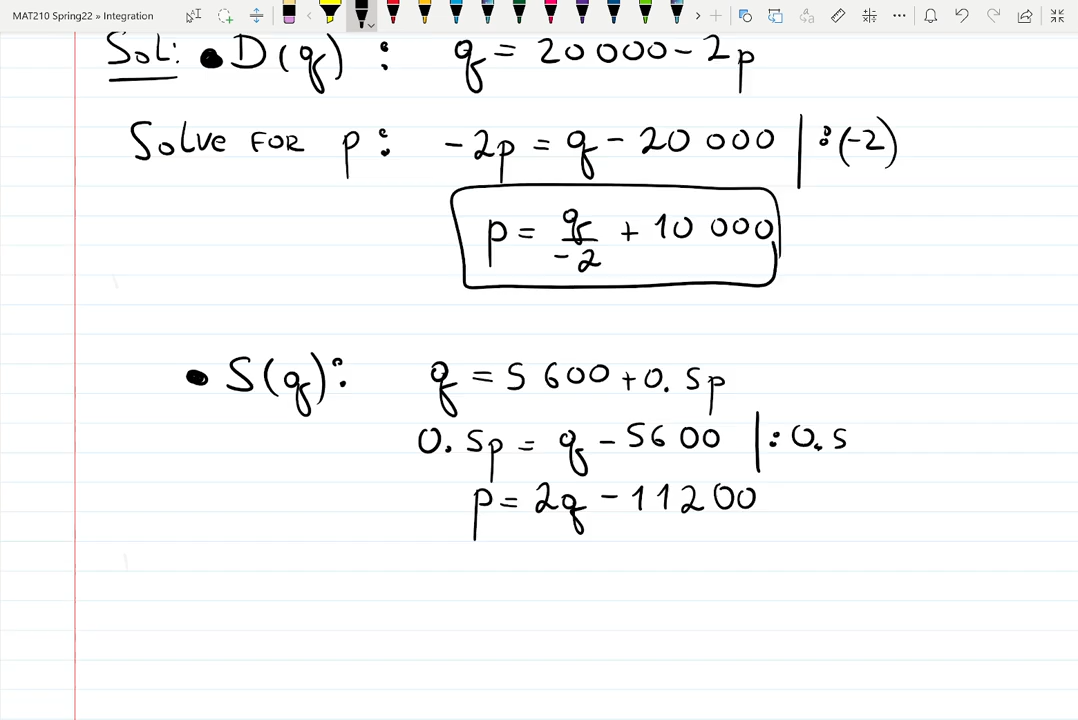 MAT210 Spring22 » Integration
Sol: • D(q) : q = 20 000 - 2p
Solve FOR p : -2p = q - 20 000 | : (-2)
p = q/-2 + 10 000
• S(q): q = 5 600 + 0.5p
0.5p = q - 5600 | : 0.5
p = 2q - 11200